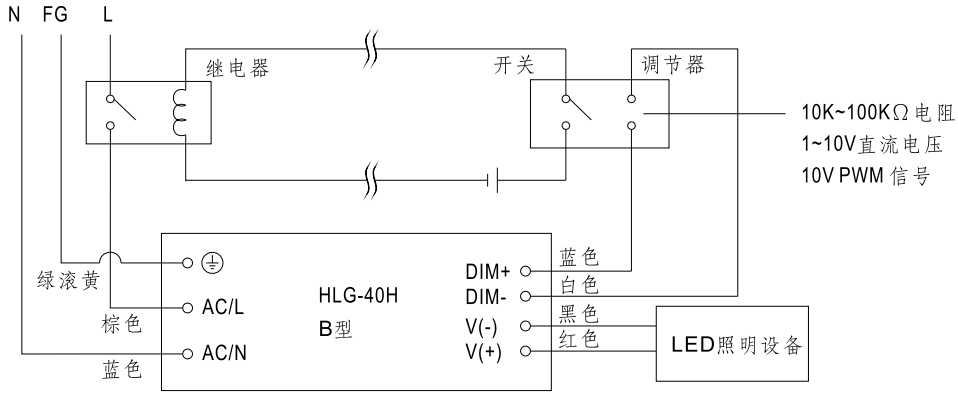 N FG L
继电器
开关
调节器
10K~100KΩ电阻
1~10V直流电压
10V PWM 信号
绿滚黄
棕色
蓝色
AC/L
AC/N
HLG-40H
B型
DIM+
DIM-
V(-)
V(+)
蓝色
白色
黑色
红色
LED照明设备